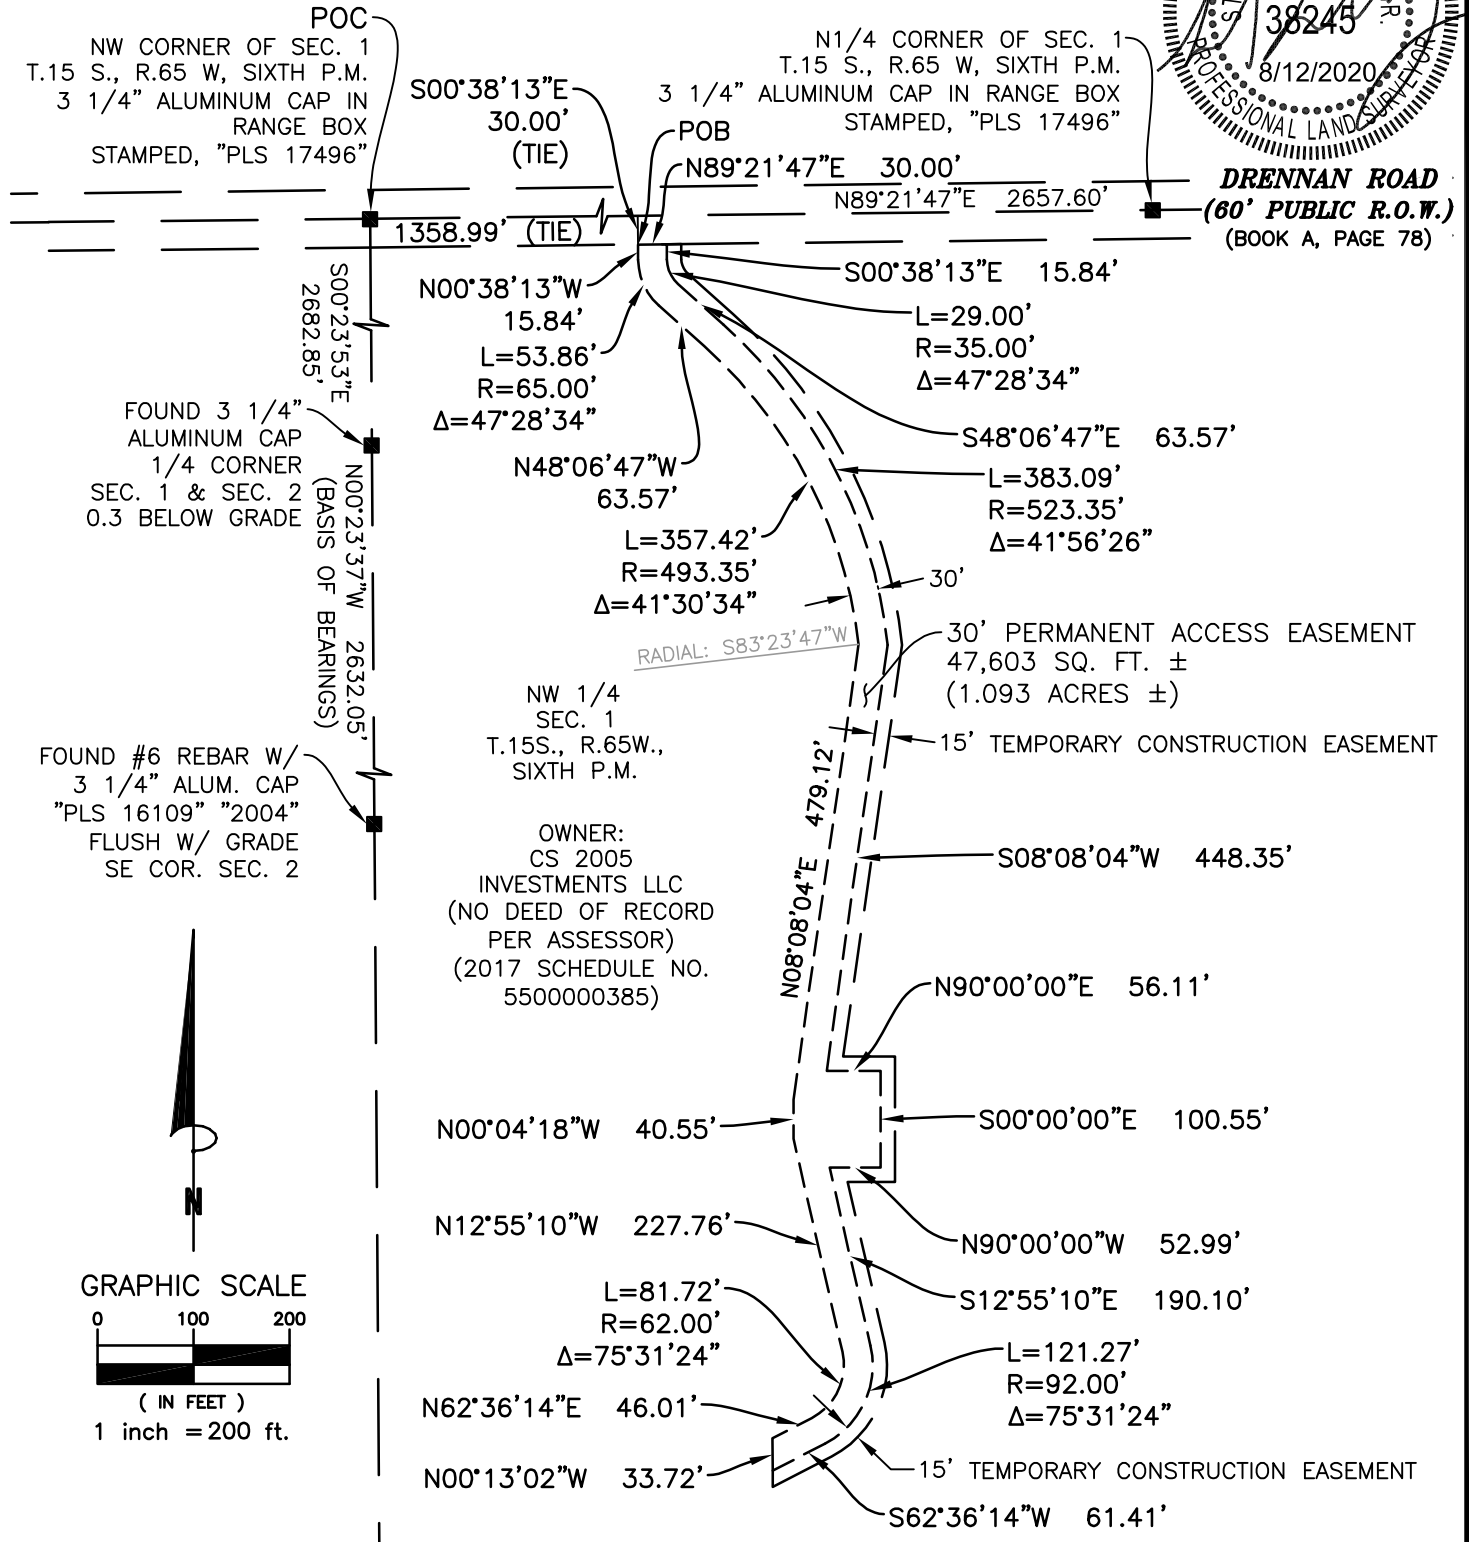 POC
NW CORNER OF SEC. 1
T.15 S., R.65 W, SIXTH P.M.
3 1/4" ALUMINUM CAP IN
RANGE BOX
STAMPED, "PLS 17496"
S00°38'13"E
30.00'
(TIE)
POB
N89°21'47"E 30.00'
N1/4 CORNER OF SEC. 1
T.15 S., R.65 W, SIXTH P.M.
3 1/4" ALUMINUM CAP IN RANGE BOX
STAMPED, "PLS 17496"
38245
8/12/2020
PROFESSIONAL LAND SURVEYOR
N89°21'47"E 2657.60'
DRENNAN ROAD
(60' PUBLIC R.O.W.)
(BOOK A, PAGE 78)
1358.99' (TIE)
S00°23'53"E
2682.85'
N00°38'13"W
15.84'
S00°38'13"E 15.84'
L=29.00'
R=35.00'
Δ=47°28'34"
L=53.86'
R=65.00'
Δ=47°28'34"
S48°06'47"E 63.57'
N48°06'47"W
63.57'
FOUND 3 1/4"
ALUMINUM CAP
1/4 CORNER
SEC. 1 & SEC. 2
0.3 BELOW GRADE
N00°23'37"W 2632.05'
(BASIS OF BEARINGS)
L=383.09'
R=523.35'
Δ=41°56'26"
L=357.42'
R=493.35'
Δ=41°30'34"
30'
RADIAL: S83°23'47"W
30' PERMANENT ACCESS EASEMENT
47,603 SQ. FT. ±
(1.093 ACRES ±)
NW 1/4
SEC. 1
T.15S., R.65W.,
SIXTH P.M.
15' TEMPORARY CONSTRUCTION EASEMENT
FOUND #6 REBAR W/
3 1/4" ALUM. CAP
"PLS 16109" "2004"
FLUSH W/ GRADE
SE COR. SEC. 2
OWNER:
CS 2005
INVESTMENTS LLC
(NO DEED OF RECORD
PER ASSESSOR)
(2017 SCHEDULE NO.
5500000385)
N08°08'04"E 479.12'
S08°08'04"W 448.35'
N90°00'00"E 56.11'
N00°04'18"W 40.55'
S00°00'00"E 100.55'
N
N12°55'10"W 227.76'
N90°00'00"W 52.99'
S12°55'10"E 190.10'
GRAPHIC SCALE
0 100 200
( IN FEET )
1 inch = 200 ft.
L=81.72'
R=62.00'
Δ=75°31'24"
L=121.27'
R=92.00'
Δ=75°31'24"
N62°36'14"E 46.01'
N00°13'02"W 33.72'
15' TEMPORARY CONSTRUCTION EASEMENT
S62°36'14"W 61.41'